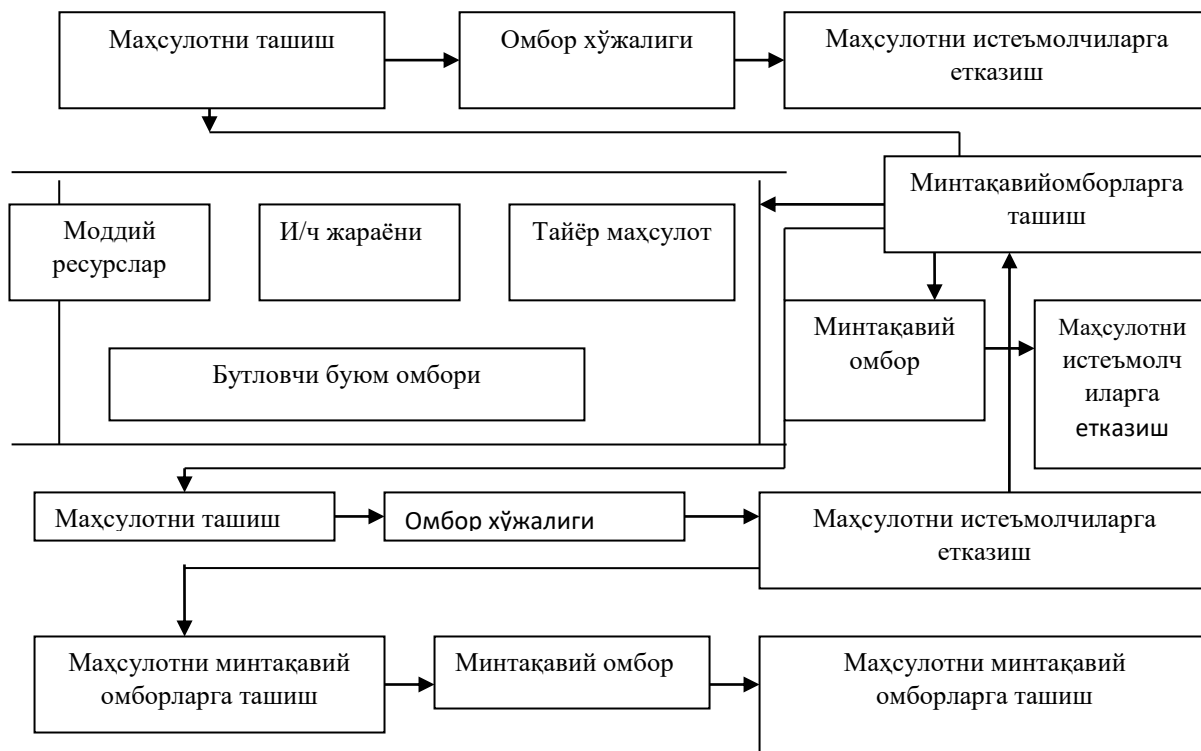 Маҳсулотни ташиш
Омбор хўжалиги
Маҳсулотни истеъмолчиларга
етказиш
Минтақавийомборларга
ташиш
Моддий
ресурслар
И/ч жараёни
Тайёр маҳсулот
Минтақавий
омбор
Маҳсулотни
истеъмолч
иларга
етказиш
Бутловчи буюм омбори
Маҳсулотни ташиш
Омбор хўжалиги
Маҳсулотни истеъмолчиларга
етказиш
Маҳсулотни минтақавий
омборларга ташиш
Минтақавий омбор
Маҳсулотни минтақавий
омборларга ташиш